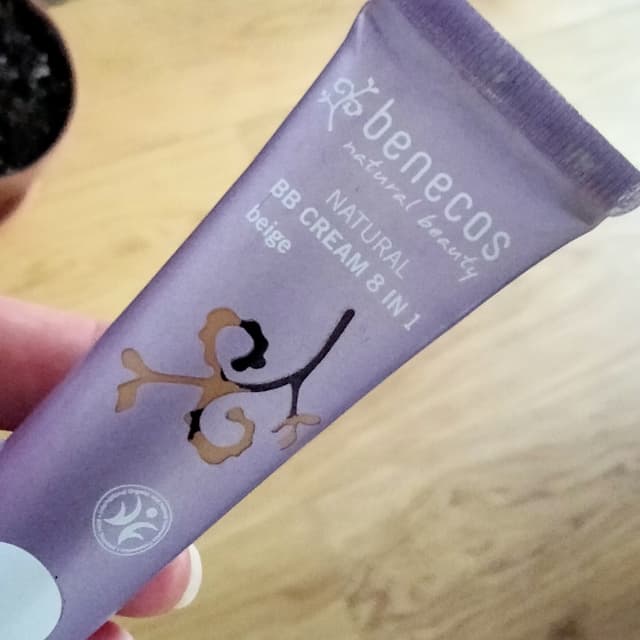 benecos
natural beauty
NATURAL
BB CREAM 8 IN 1
beige